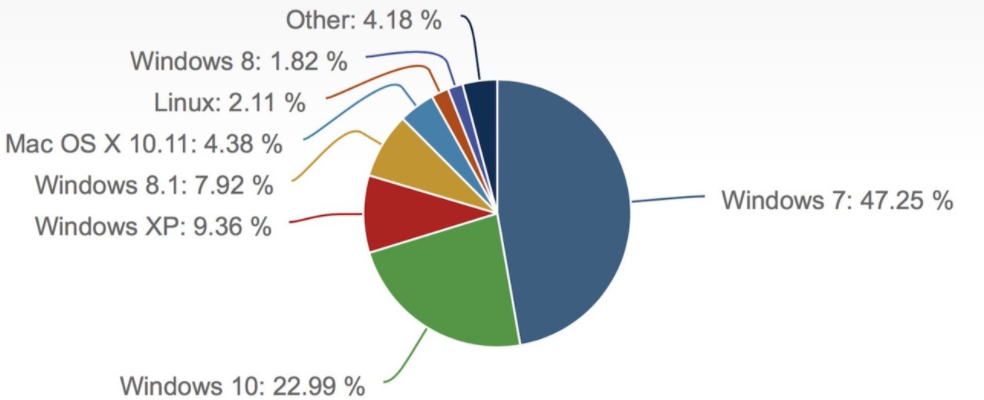 Other: 4.18 %
Windows 8: 1.82 %
Linux: 2.11 %
Mac OS X 10.11: 4.38 %
Windows 8.1: 7.92 %
Windows 7: 47.25 %
Windows XP: 9.36 %
Windows 10: 22.99 %